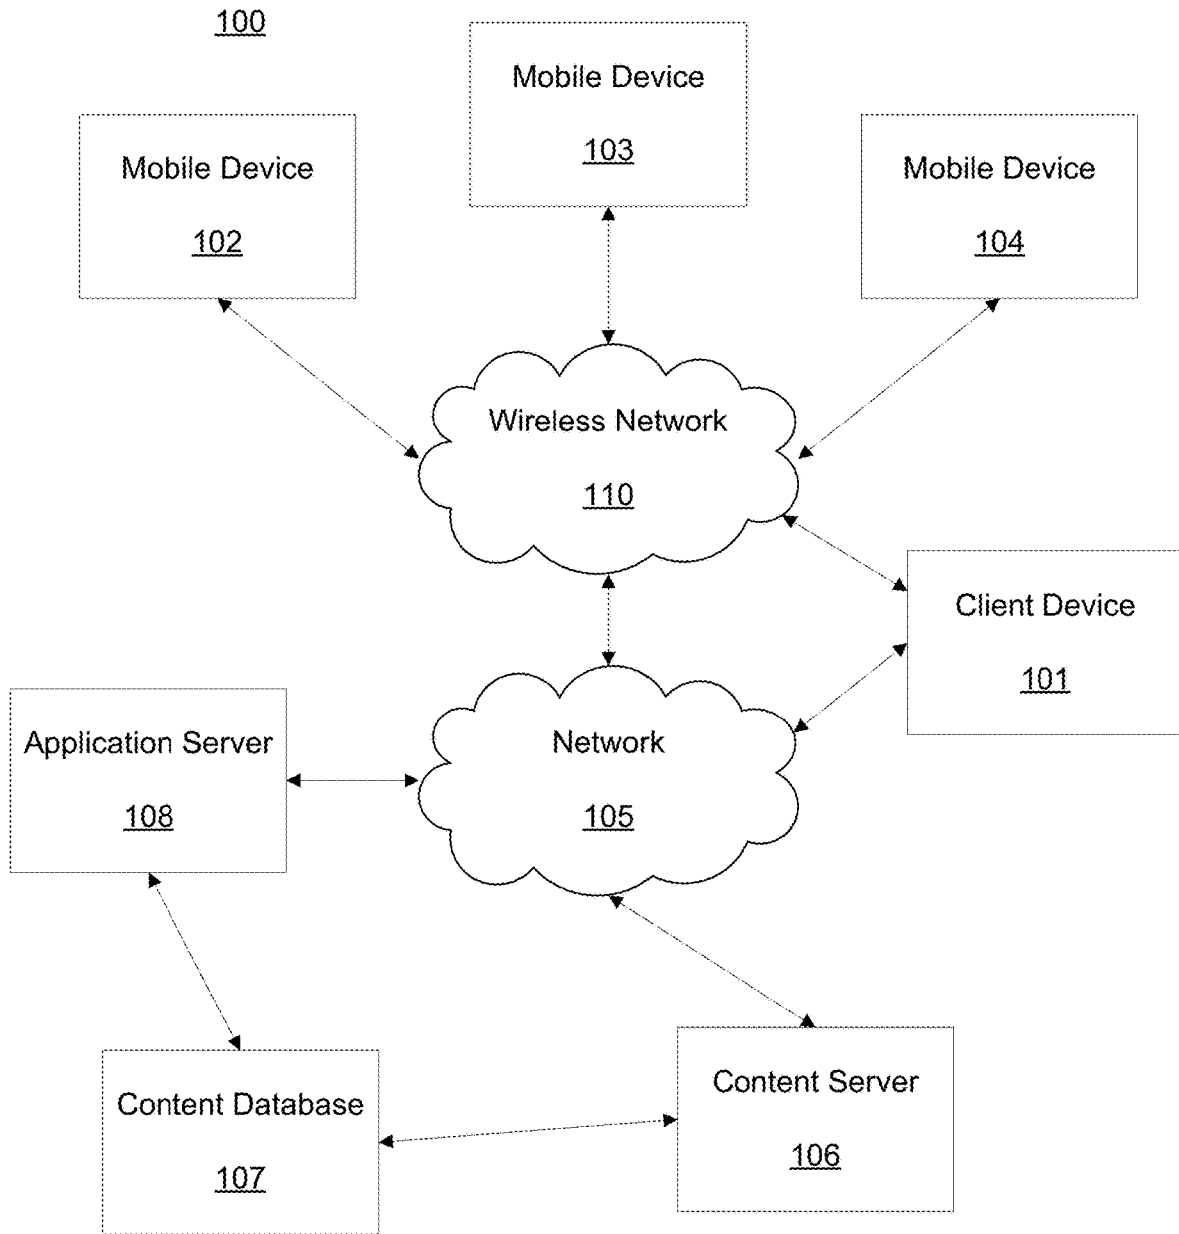 100
Mobile Device
103
Mobile Device
102
Mobile Device
104
Wireless Network
110
Client Device
101
Application Server
108
Network
105
Content Database
107
Content Server
106